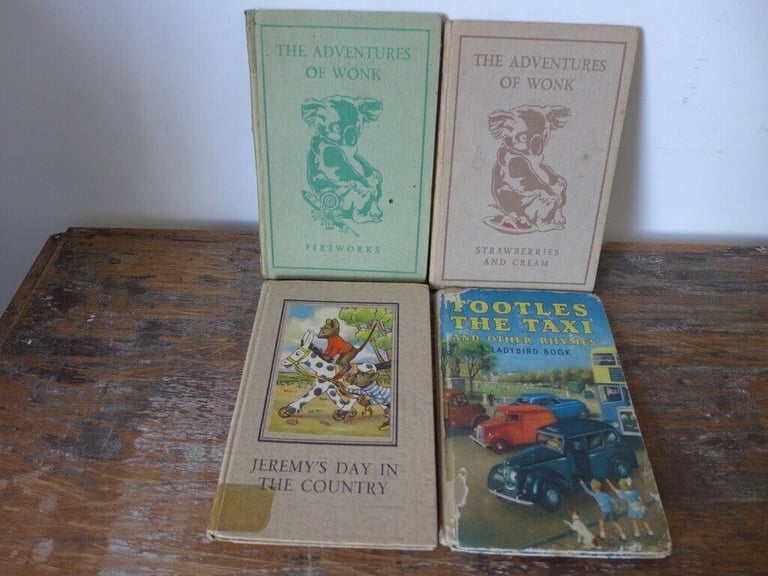 THE ADVENTURES
OF WONK
FIREWORKS
THE ADVENTURES
OF WONK
STRAWBERRIES
AND CREAM
JEREMY'S DAY IN
THE COUNTRY
FOOTLES
THE TAXI
AND OTHER RHYMES
LADYBIRD BOOK